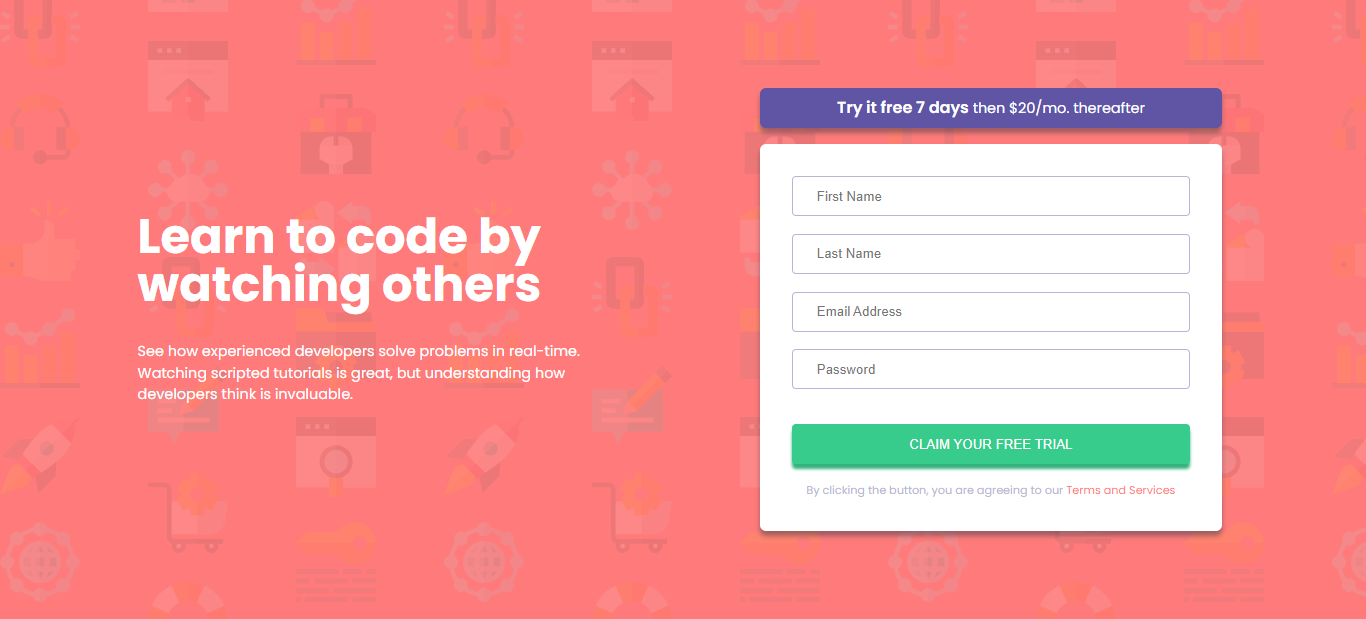 Learn to code by
watching others
See how experienced developers solve problems in real-time.
Watching scripted tutorials is great, but understanding how
developers think is invaluable.
Try it free 7 days then $20/mo. thereafter
First Name
Last Name
Email Address
Password
CLAIM YOUR FREE TRIAL
By clicking the button, you are agreeing to our Terms and Services